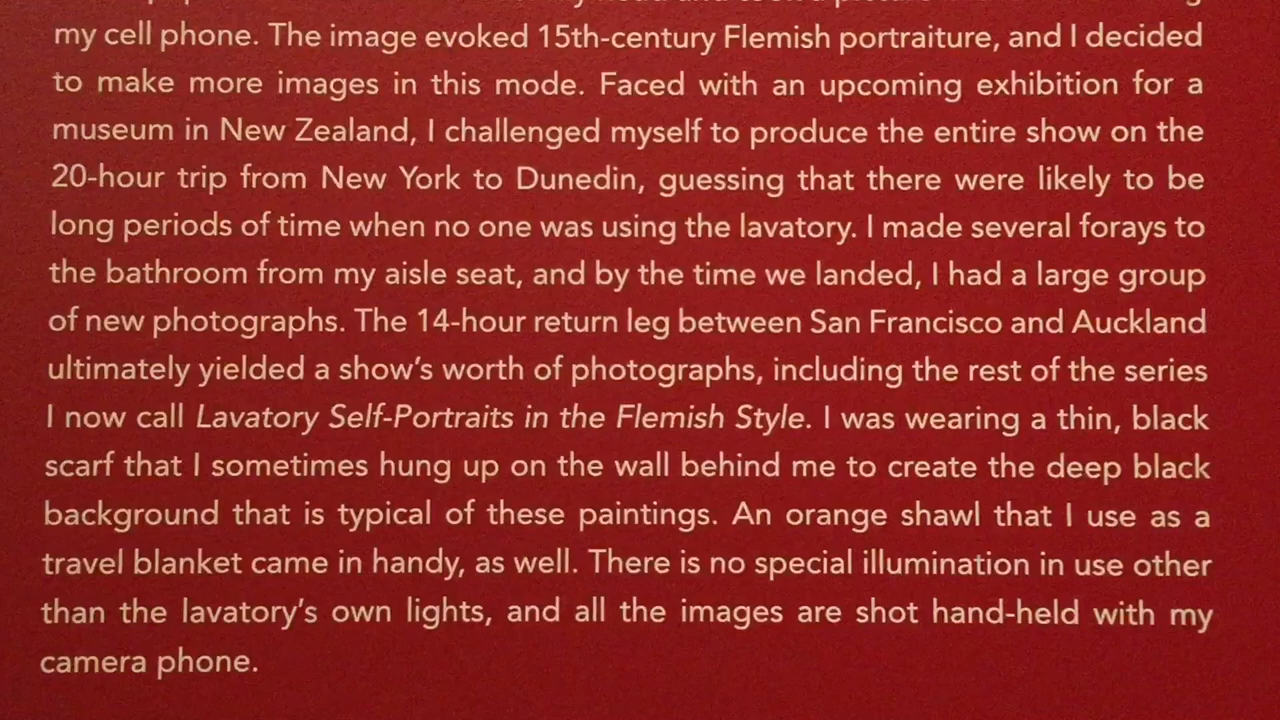 my cell phone. The image evoked 15th-century Flemish portraiture, and I decided
to make more images in this mode. Faced with an upcoming exhibition for a
museum in New Zealand, I challenged myself to produce the entire show on the
20-hour trip from New York to Dunedin, guessing that there were likely to be
long periods of time when no one was using the lavatory. I made several forays to
the bathroom from my aisle seat, and by the time we landed, I had a large group
of new photographs. The 14-hour return leg between San Francisco and Auckland
ultimately yielded a show’s worth of photographs, including the rest of the series
I now call Lavatory Self-Portraits in the Flemish Style. I was wearing a thin, black
scarf that I sometimes hung up on the wall behind me to create the deep black
background that is typical of these paintings. An orange shawl that I use as a
travel blanket came in handy, as well. There is no special illumination in use other
than the lavatory’s own lights, and all the images are shot hand-held with my
camera phone.